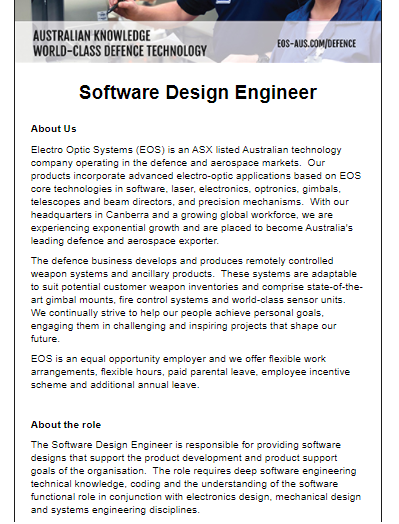 AUSTRALIAN KNOWLEDGE
WORLD-CLASS DEFENCE TECHNOLOGY
EOS-AUS.COM/DEFENCE
Software Design Engineer
About Us
Electro Optic Systems (EOS) is an ASX listed Australian technology
company operating in the defence and aerospace markets.  Our
products incorporate advanced electro-optic applications based on EOS
core technologies in software, laser, electronics, optronics, gimbals,
telescopes and beam directors, and precision mechanisms.  With our
headquarters in Canberra and a growing global workforce, we are
experiencing exponential growth and are placed to become Australia's
leading defence and aerospace exporter.
The defence business develops and produces remotely controlled
weapon systems and ancillary products.  These systems are adaptable
to suit potential customer weapon inventories and comprise state-of-the-
art gimbal mounts, fire control systems and world-class sensor units.
We continually strive to help our people achieve personal goals,
engaging them in challenging and inspiring projects that shape our
future.
EOS is an equal opportunity employer and we offer flexible work
arrangements, flexible hours, paid parental leave, employee incentive
scheme and additional annual leave.
About the role
The Software Design Engineer is responsible for providing software
designs that support the product development and product support
goals of the organisation.  The role requires deep software engineering
technical knowledge, coding and the understanding of the software
functional role in conjunction with electronics design, mechanical design
and systems engineering disciplines.